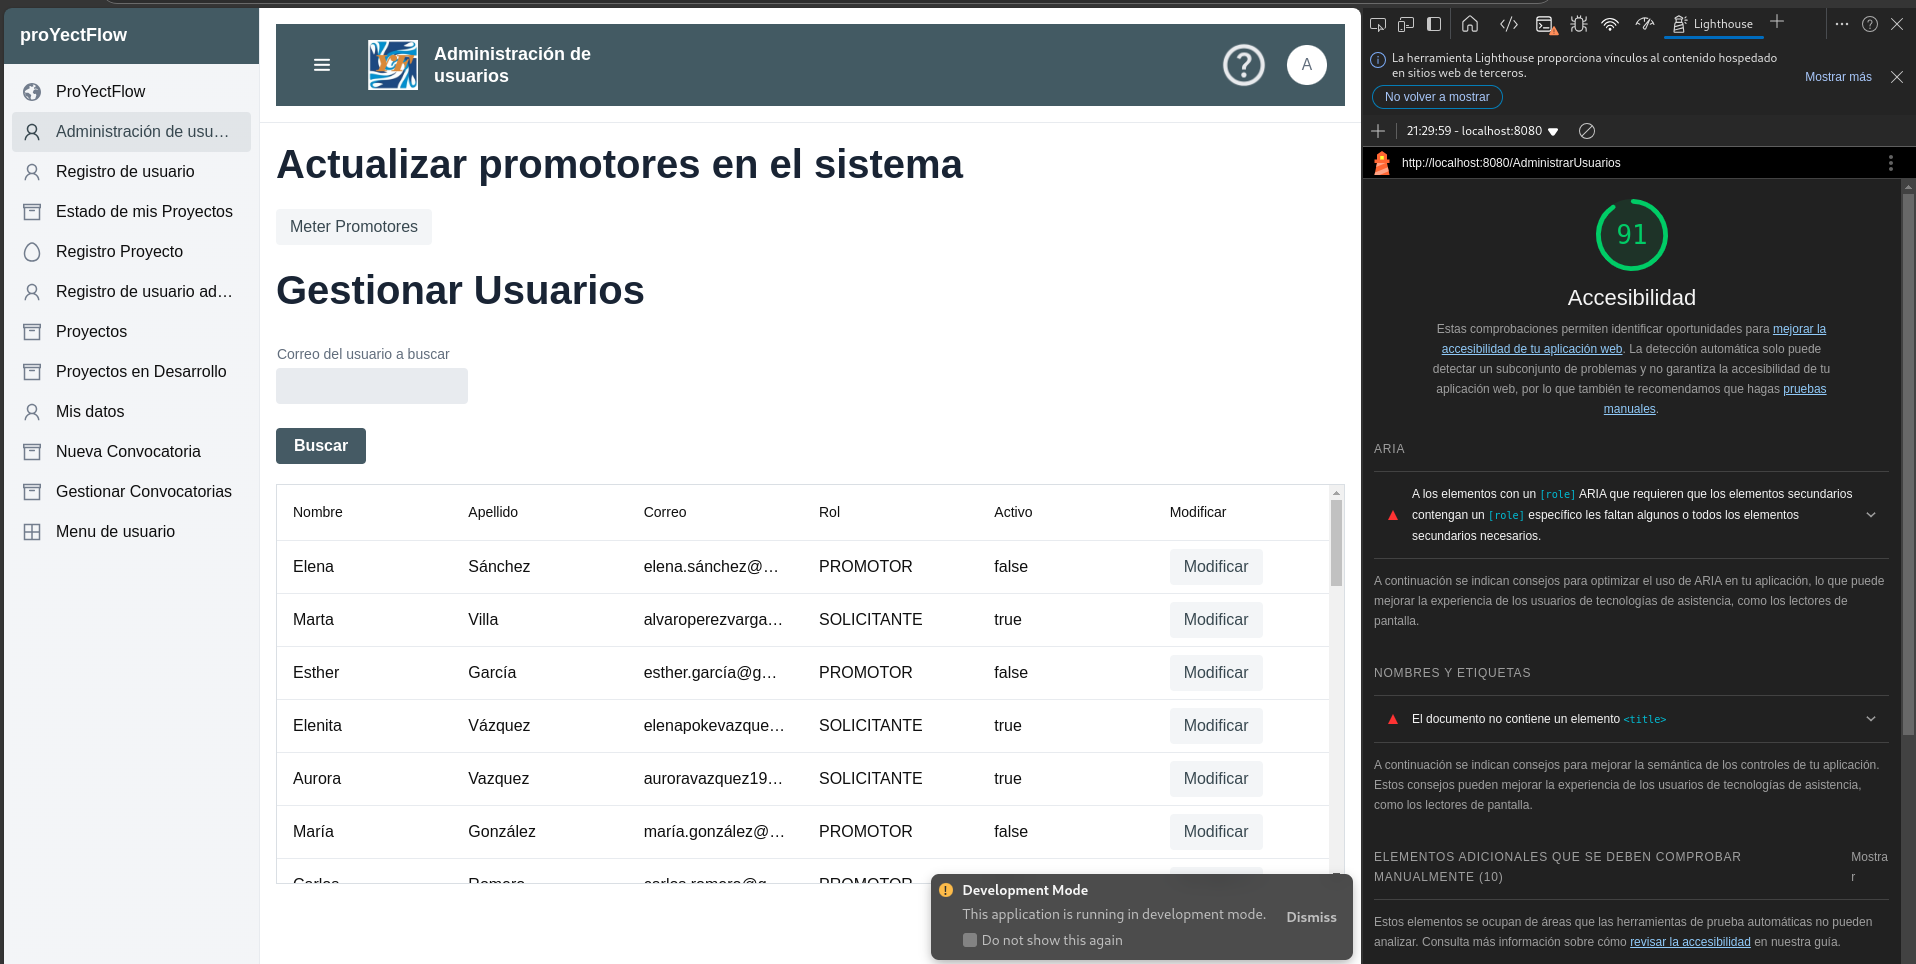 proYectFlow
ProYectFlow
Administración de usu…
Registro de usuario
Estado de mis Proyectos
Registro Proyecto
Registro de usuario ad…
Proyectos
Proyectos en Desarrollo
Mis datos
Nueva Convocatoria
Gestionar Convocatorias
Menu de usuario
YF
Administración de
usuarios
?
A
Actualizar promotores en el sistema
Meter Promotores
Gestionar Usuarios
Correo del usuario a buscar
Buscar
Nombre Apellido Correo Rol Activo Modificar
Elena Sánchez elena.sánchez@… PROMOTOR false Modificar
Marta Villa alvaroperezvarga… SOLICITANTE true Modificar
Esther García esther.garcía@g… PROMOTOR false Modificar
Elenita Vázquez elenapokevazque… SOLICITANTE true Modificar
Aurora Vazquez auroravazquez19… SOLICITANTE true Modificar
María González maría.gonzález@… PROMOTOR false Modificar
Carlos Romero carlos.romero@g… PROMOTOR
Development Mode
This application is running in development mode.
Dismiss
Do not show this again
Lighthouse
La herramienta Lighthouse proporciona vínculos al contenido hospedado
en sitios web de terceros.
Mostrar más
No volver a mostrar
21:29:59 - localhost:8080
http://localhost:8080/AdministrarUsuarios
91
Accesibilidad
Estas comprobaciones permiten identificar oportunidades para mejorar la
accesibilidad de tu aplicación web. La detección automática solo puede
detectar un subconjunto de problemas y no garantiza la accesibilidad de tu
aplicación web, por lo que también te recomendamos que hagas pruebas
manuales.
ARIA
A los elementos con un [role] ARIA que requieren que los elementos secundarios
contengan un [role] específico les faltan algunos o todos los elementos
secundarios necesarios.
A continuación se indican consejos para optimizar el uso de ARIA en tu aplicación, lo que puede
mejorar la experiencia de los usuarios de tecnologías de asistencia, como los lectores de
pantalla.
NOMBRES Y ETIQUETAS
El documento no contiene un elemento <title>
A continuación se indican consejos para mejorar la semántica de los controles de tu aplicación.
Estos consejos pueden mejorar la experiencia de los usuarios de tecnologías de asistencia,
como los lectores de pantalla.
ELEMENTOS ADICIONALES QUE SE DEBEN COMPROBAR
MANUALMENTE (10)
Mostra
r
Estos elementos se ocupan de áreas que las herramientas de prueba automáticas no pueden
analizar. Consulta más información sobre cómo revisar la accesibilidad en nuestra guía.